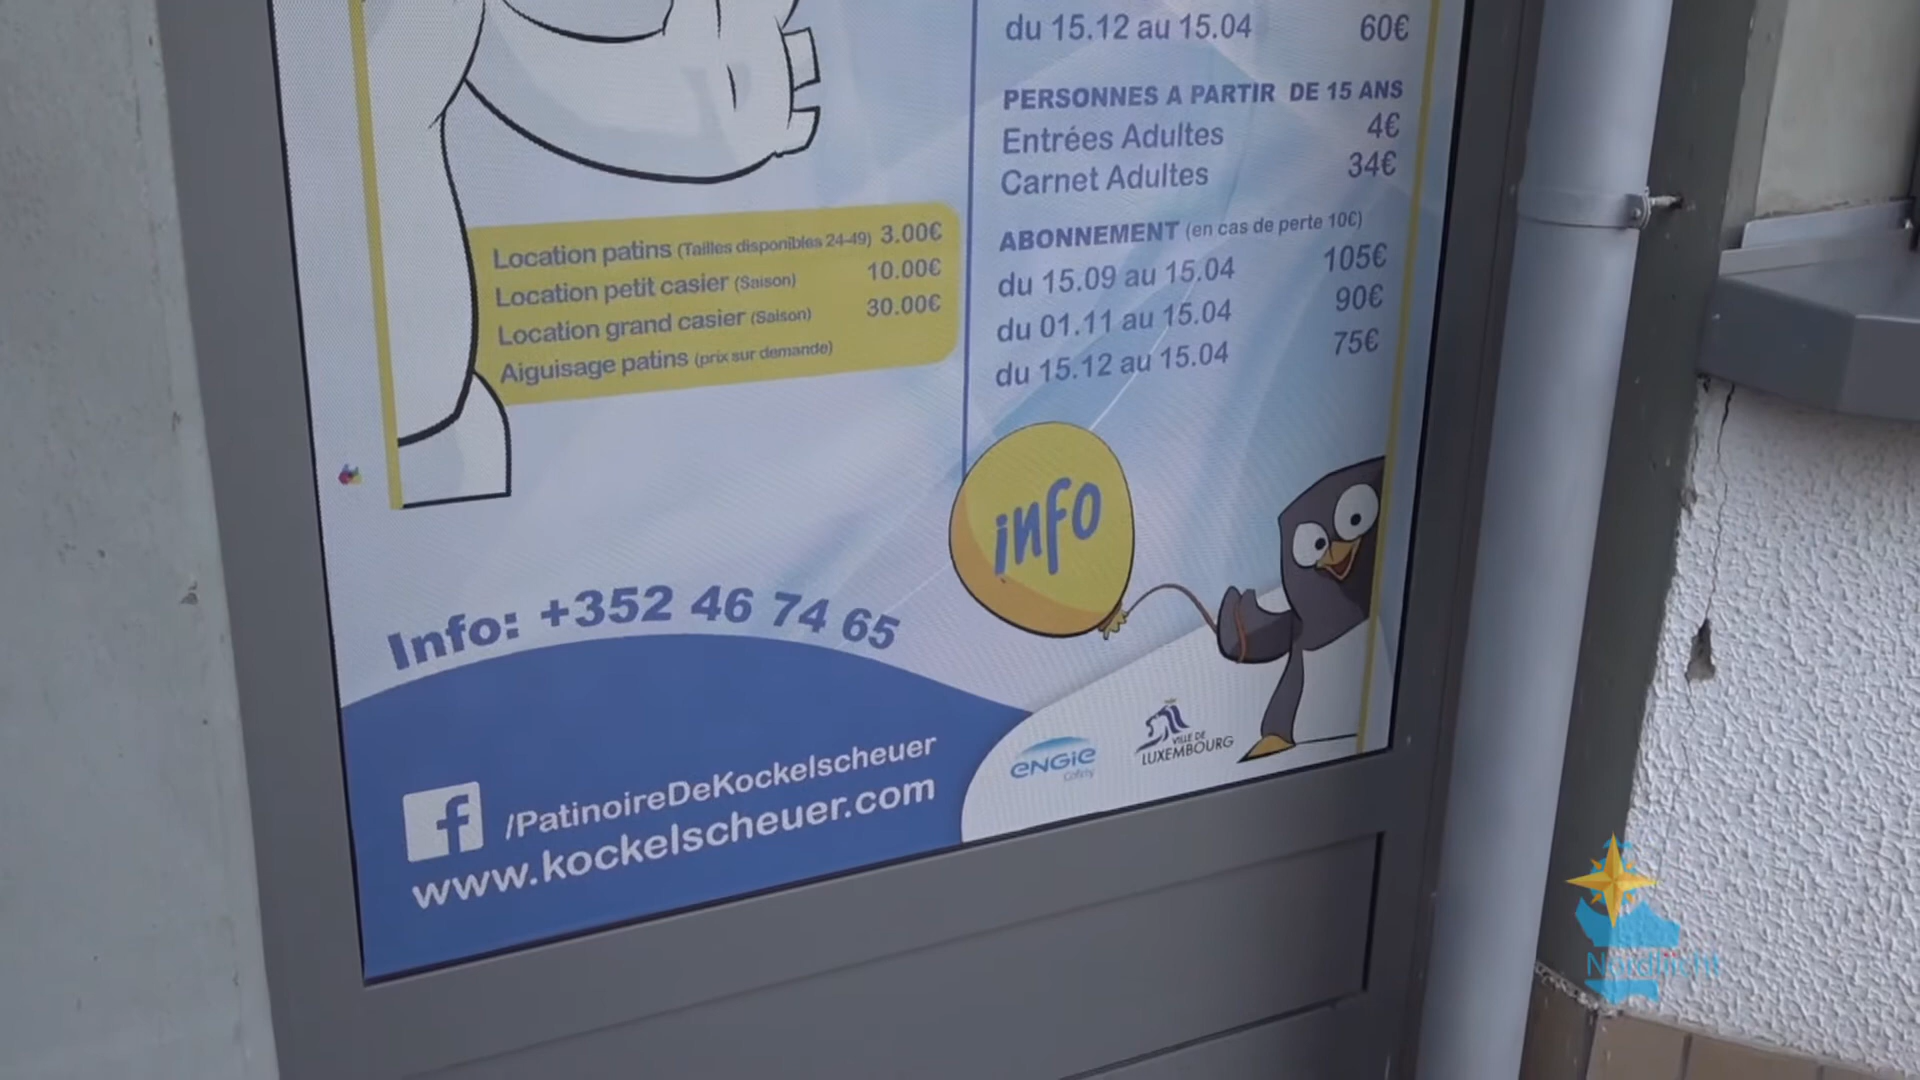 du 15.12 au 15.04 60€
PERSONNES A PARTIR DE 15 ANS
Entrées Adultes 4€
Carnet Adultes 34€
ABONNEMENT (en cas de perte 10€)
du 15.09 au 15.04 105€
du 01.11 au 15.04 90€
du 15.12 au 15.04 75€
Location patins (Tailles disponibles 24-49) 3.00€
Location petit casier (Saison) 10.00€
Location grand casier (Saison) 30.00€
Aiguisage patins (prix sur demande)
info
Info: +352 46 74 65
f /PatinoireDeKockelscheuer
www.kockelscheuer.com
ENGIE
Cofely
VILLE DE
LUXEMBOURG
Nordliicht